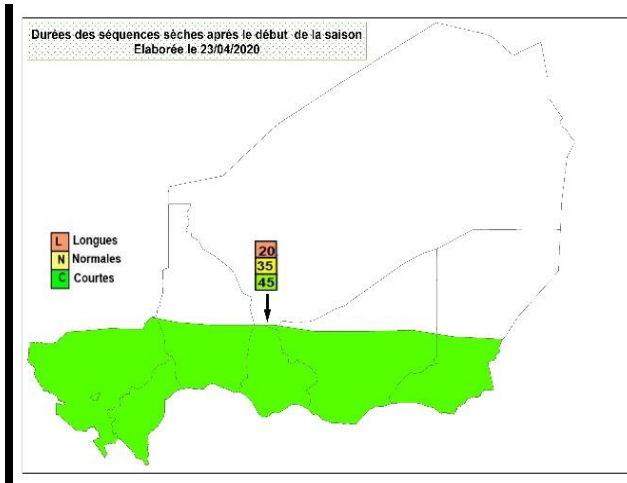 Durées des séquences sèches après le début de la saison
Elaborée le 23/04/2020
L Longues
N Normales
C Courtes
20
35
45